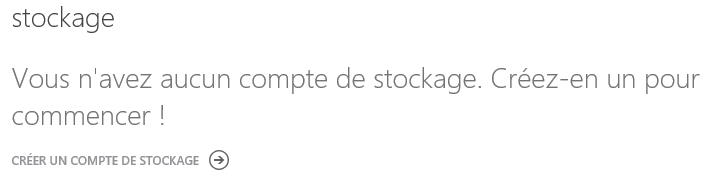 stockage
Vous n'avez aucun compte de stockage. Créez-en un pour
commencer !
CRÉER UN COMPTE DE STOCKAGE